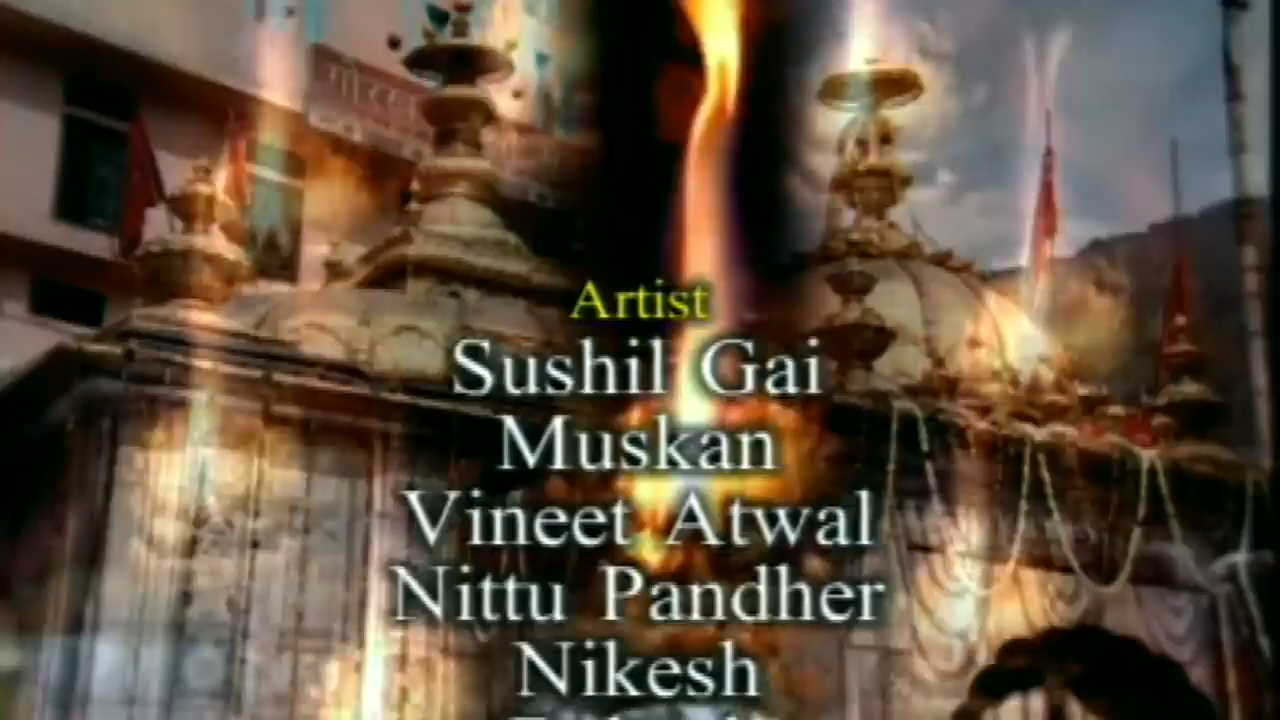 Artist
Sushil Gai
Muskan
Vineet Atwal
Nittu Pandher
Nikesh